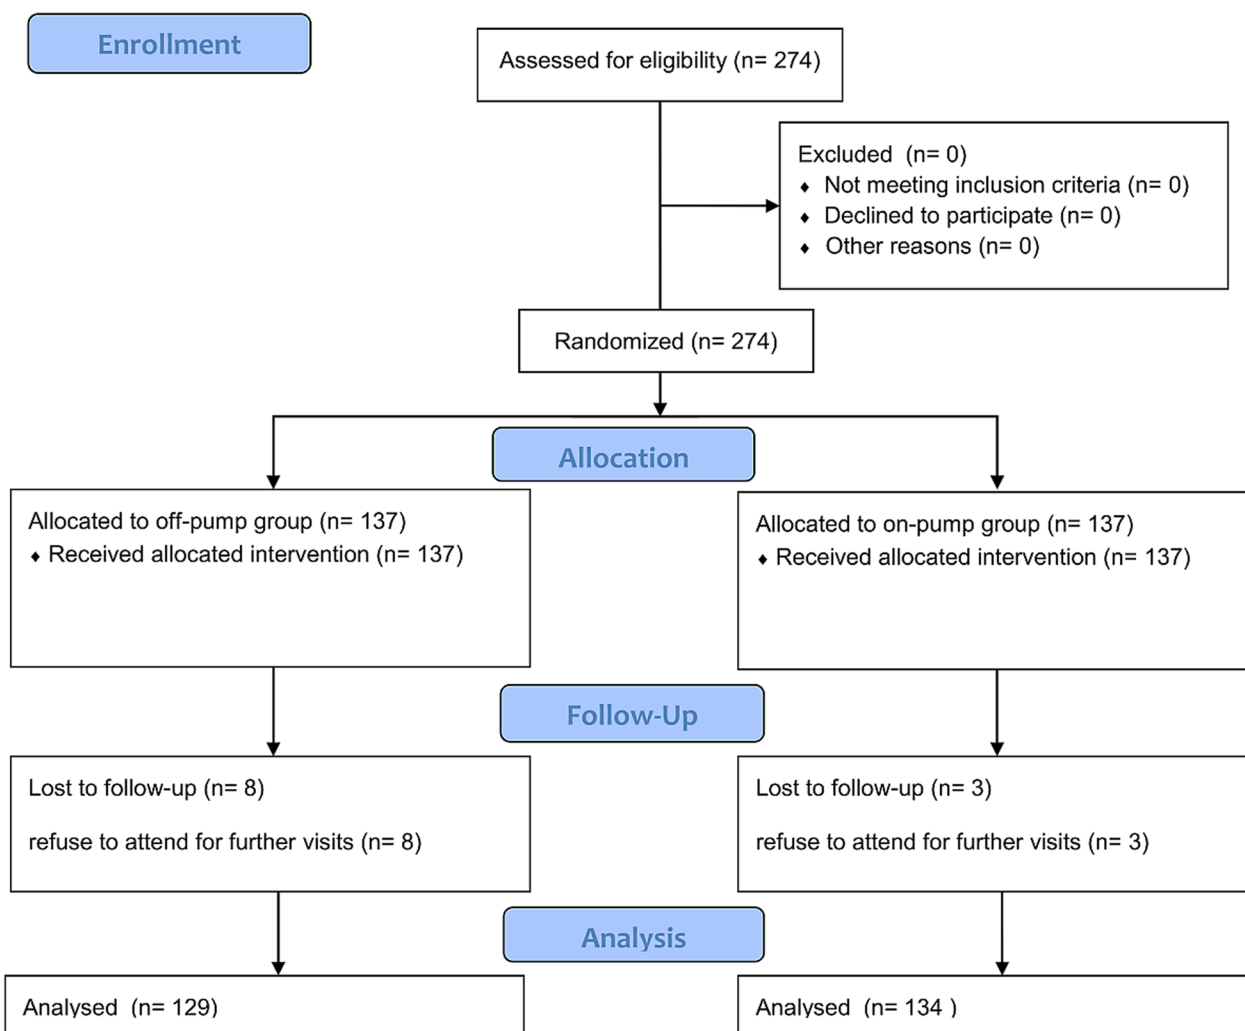 Enrollment
Assessed for eligibility (n= 274)
Excluded (n= 0)
♦ Not meeting inclusion criteria (n= 0)
♦ Declined to participate (n= 0)
♦ Other reasons (n= 0)
Randomized (n= 274)
Allocation
Allocated to off-pump group (n= 137)
♦ Received allocated intervention (n= 137)
Allocated to on-pump group (n= 137)
♦ Received allocated intervention (n= 137)
Follow-Up
Lost to follow-up (n= 8)
refuse to attend for further visits (n= 8)
Lost to follow-up (n= 3)
refuse to attend for further visits (n= 3)
Analysis
Analysed (n= 129)
Analysed (n= 134 )